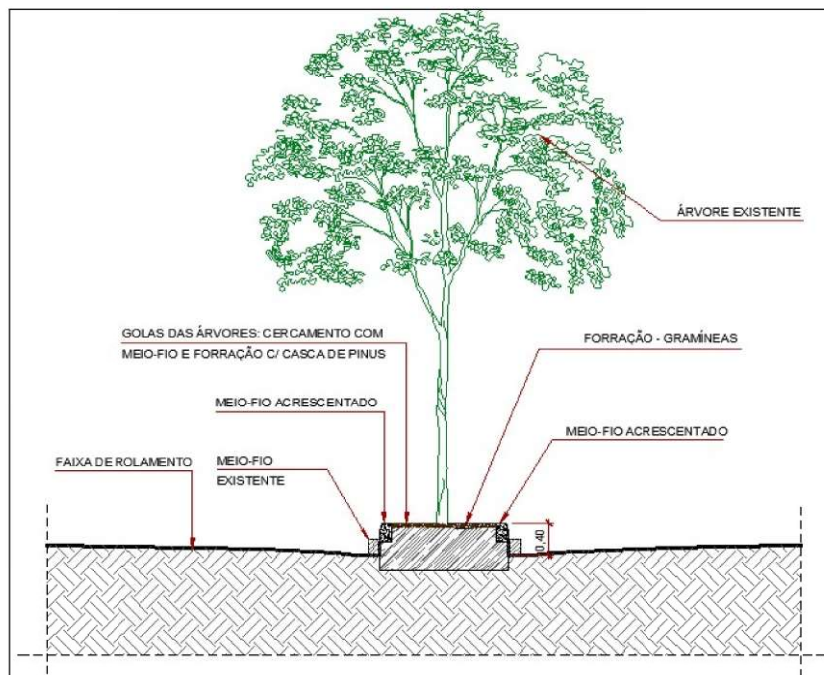 ÁRVORE EXISTENTE
GOLAS DAS ÁRVORES: CERCAMENTO COM
MEIO-FIO E FORRAÇÃO C/ CASCA DE PINUS
FORRAÇÃO - GRAMÍNEAS
MEIO-FIO ACRESCENTADO
MEIO-FIO ACRESCENTADO
FAIXA DE ROLAMENTO
MEIO-FIO
EXISTENTE
0,40